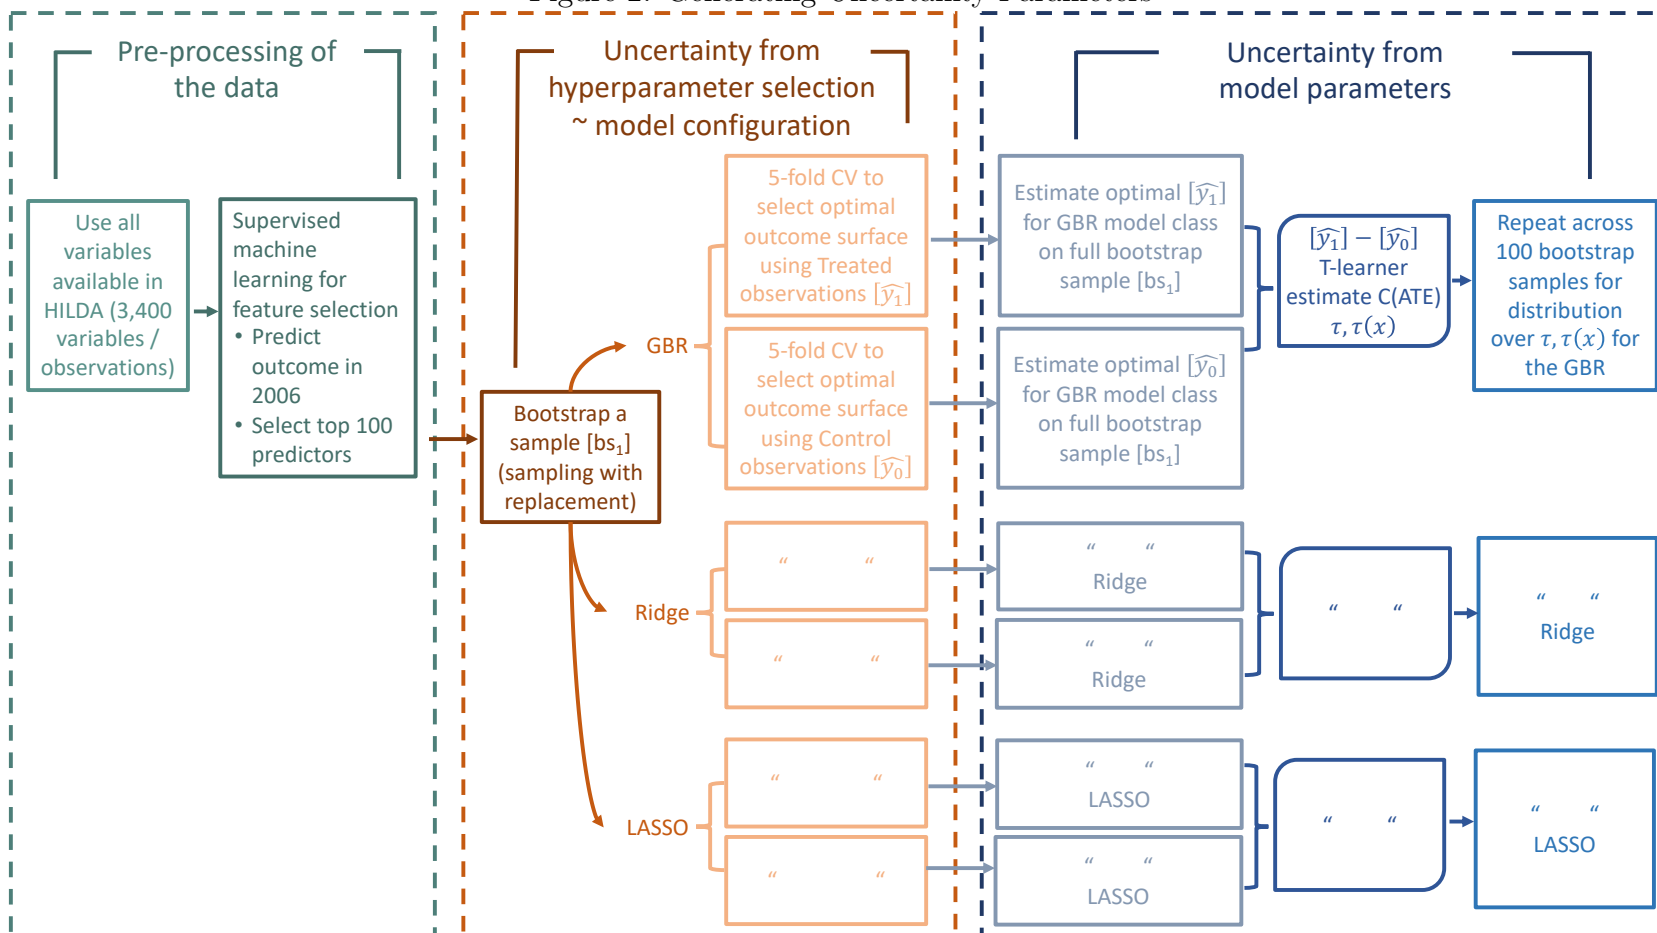 Figure 2: Generating Uncertainty Parameters
Pre-processing of
the data
Use all
variables
available in
HILDA (3,400
variables /
observations)
Supervised
machine
learning for
feature selection
• Predict
outcome in
2006
• Select top 100
predictors
Uncertainty from
hyperparameter selection
~ model configuration
Bootstrap a
sample [bs₁]
(sampling with
replacement)
GBR
5-fold CV to
select optimal
outcome surface
using Treated
observations [ŷ₁]
5-fold CV to
select optimal
outcome surface
using Control
observations [ŷ₀]
Ridge
“ “
“ “
LASSO
“ “
“ “
Uncertainty from
model parameters
Estimate optimal [ŷ₁]
for GBR model class
on full bootstrap
sample [bs₁]
Estimate optimal [ŷ₀]
for GBR model class
on full bootstrap
sample [bs₁]
[ŷ₁] − [ŷ₀]
T-learner
estimate C(ATE)
τ, τ(x)
Repeat across
100 bootstrap
samples for
distribution
over τ, τ(x) for
the GBR
“ “
Ridge
“ “
Ridge
“ “
“ “
Ridge
“ “
LASSO
“ “
LASSO
“ “
“ “
LASSO